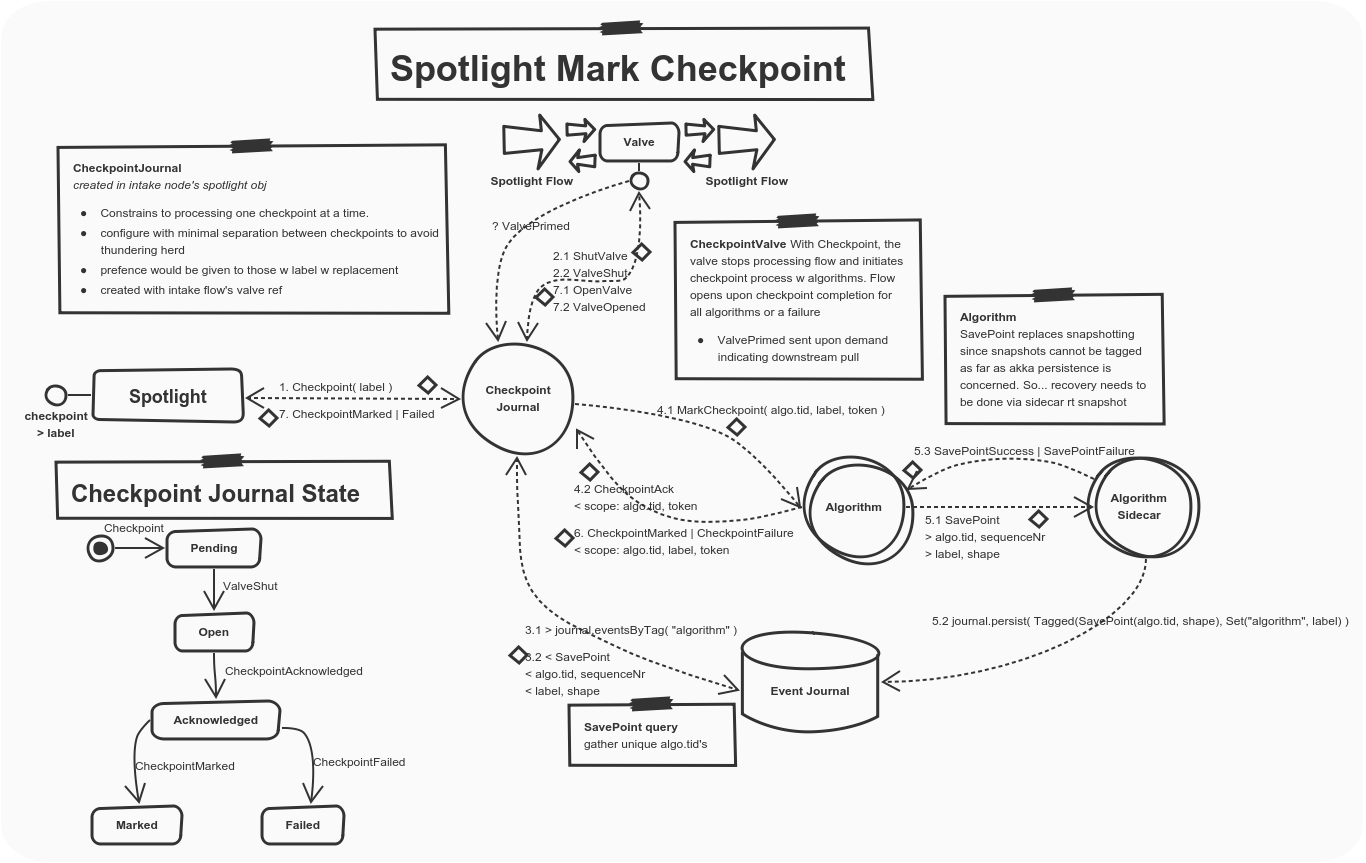 Spotlight Mark Checkpoint
Valve
Spotlight Flow
Spotlight Flow
CheckpointJournal
created in intake node's spotlight obj
● Constrains to processing one checkpoint at a time.
● configure with minimal separation between checkpoints to avoid
thundering herd
● prefence would be given to those w label w replacement
● created with intake flow's valve ref
? ValvePrimed
2.1 ShutValve
2.2 ValveShut
7.1 OpenValve
7.2 ValveOpened
CheckpointValve With Checkpoint, the
valve stops processing flow and initiates
checkpoint process w algorithms. Flow
opens upon checkpoint completion for
all algorithms or a failure
● ValvePrimed sent upon demand
indicating downstream pull
Algorithm
SavePoint replaces snapshotting
since snapshots cannot be tagged
as far as akka persistence is
concerned. So... recovery needs to
be done via sidecar rt snapshot
checkpoint
> label
Spotlight
1. Checkpoint( label )
7. CheckpointMarked | Failed
Checkpoint
Journal
4.1 MarkCheckpoint( algo.tid, label, token )
4.2 CheckpointAck
< scope: algo.tid, token
6. CheckpointMarked | CheckpointFailure
< scope: algo.tid, label, token
Algorithm
5.3 SavePointSuccess | SavePointFailure
5.1 SavePoint
> algo.tid, sequenceNr
> label, shape
Algorithm
Sidecar
5.2 journal.persist( Tagged(SavePoint(algo.tid, shape), Set("algorithm", label) )
3.1 > journal.eventsByTag( "algorithm" )
3.2 < SavePoint
< algo.tid, sequenceNr
< label, shape
Event Journal
SavePoint query
gather unique algo.tid's
Checkpoint Journal State
Checkpoint
Pending
ValveShut
Open
CheckpointAcknowledged
Acknowledged
CheckpointMarked
CheckpointFailed
Marked
Failed